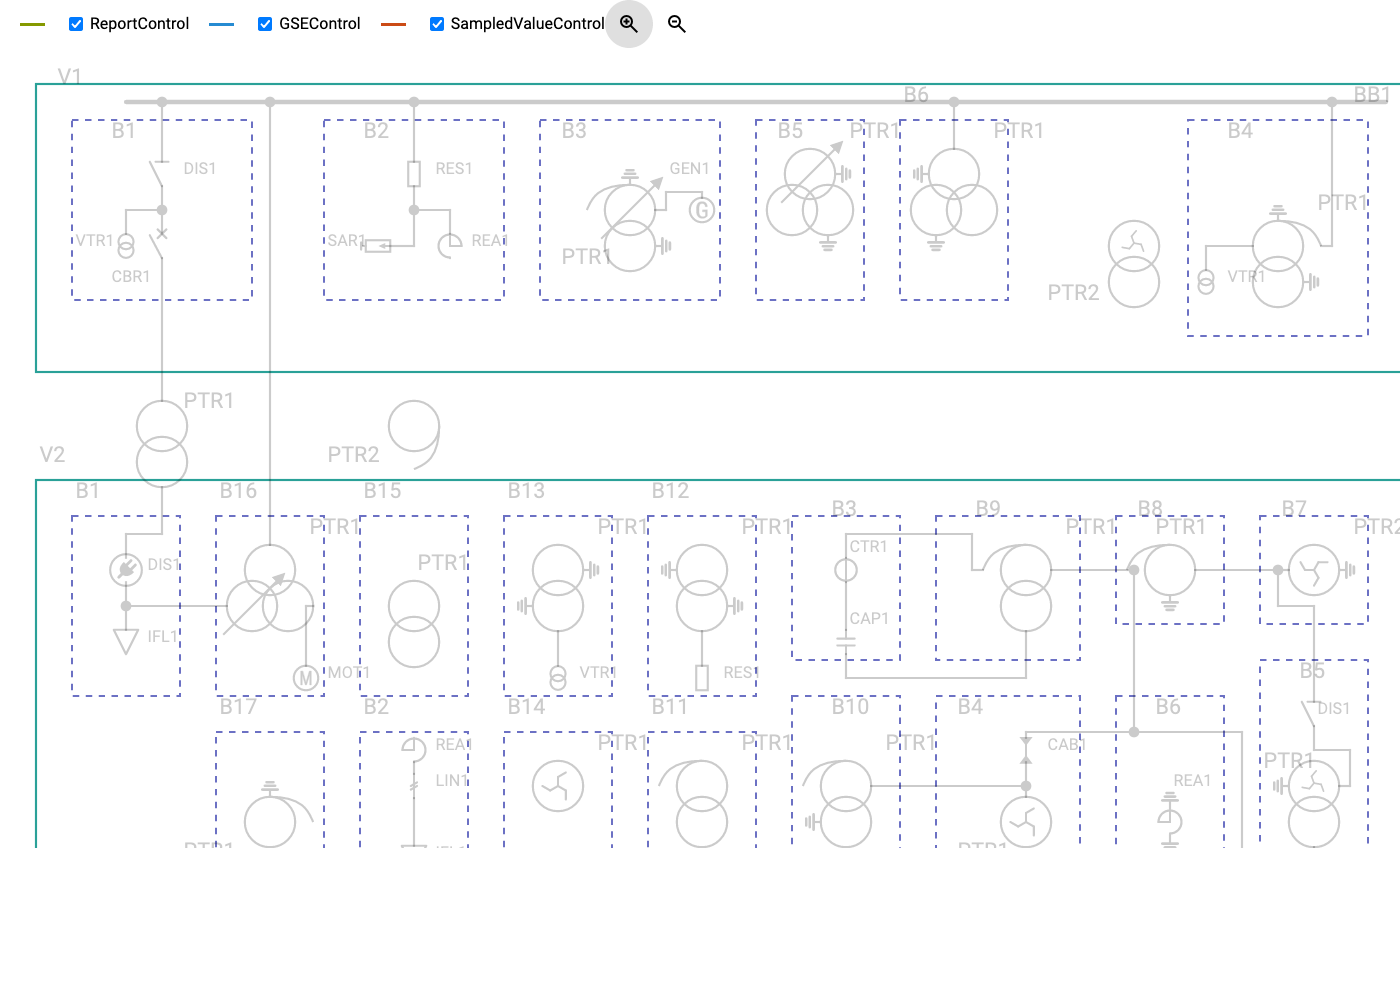 ReportControl GSEControl SampledValueControl
V1
B6 BB1
B1 B2 B3 B5 PTR1 PTR1 B4
DIS1 RES1 GEN1
PTR1
G
VTR1 SAR1 REA1
PTR1
CBR1 VTR1
PTR2
PTR1
V2 PTR2
B1 B16 B15 B13 B12
B3 B9 B8 B7
PTR1 PTR1 PTR1 PTR1 PTR1 PTR2
CTR1
DIS1 PTR1
CAP1
IFL1
M MOT1 VTR1 RES1
B5
B17 B2 B14 B11 B10 B4 B6 DIS1
REA1 PTR1 PTR1 PTR1 CAB1
PTR1
LIN1 REA1
PTR1 PTR1